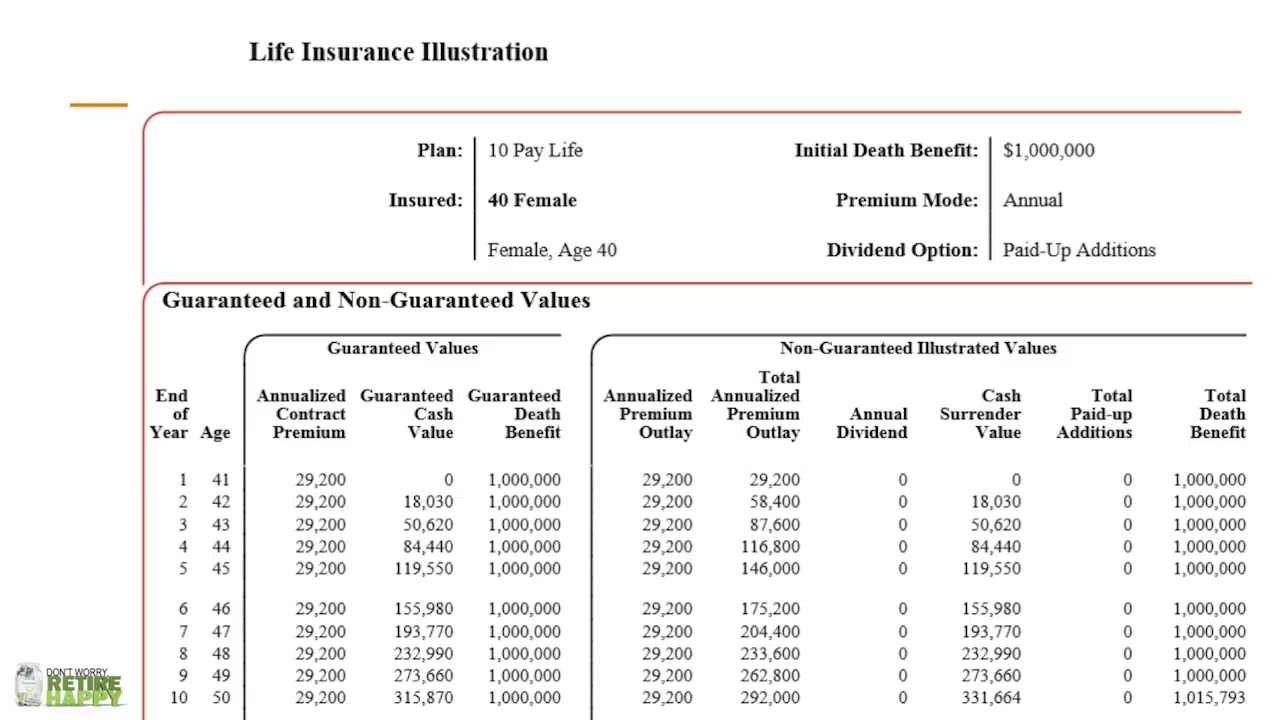 Life Insurance Illustration
Plan: 10 Pay Life Initial Death Benefit: $1,000,000
Insured: 40 Female Premium Mode: Annual
Female, Age 40 Dividend Option: Paid-Up Additions
Guaranteed and Non-Guaranteed Values
Guaranteed Values Non-Guaranteed Illustrated Values
Total
End Annualized Guaranteed Guaranteed Annualized Annualized Cash Total Total
of Contract Cash Death Premium Premium Annual Surrender Paid-up Death
Year Age Premium Value Benefit Outlay Outlay Dividend Value Additions Benefit
1 41 29,200 0 1,000,000 29,200 29,200 0 0 0 1,000,000
2 42 29,200 18,030 1,000,000 29,200 58,400 0 18,030 0 1,000,000
3 43 29,200 50,620 1,000,000 29,200 87,600 0 50,620 0 1,000,000
4 44 29,200 84,440 1,000,000 29,200 116,800 0 84,440 0 1,000,000
5 45 29,200 119,550 1,000,000 29,200 146,000 0 119,550 0 1,000,000
6 46 29,200 155,980 1,000,000 29,200 175,200 0 155,980 0 1,000,000
7 47 29,200 193,770 1,000,000 29,200 204,400 0 193,770 0 1,000,000
8 48 29,200 232,990 1,000,000 29,200 233,600 0 232,990 0 1,000,000
9 49 29,200 273,660 1,000,000 29,200 262,800 0 273,660 0 1,000,000
10 50 29,200 315,870 1,000,000 29,200 292,000 0 331,664 0 1,015,793
DON'T WORRY
RETIRE
HAPPY